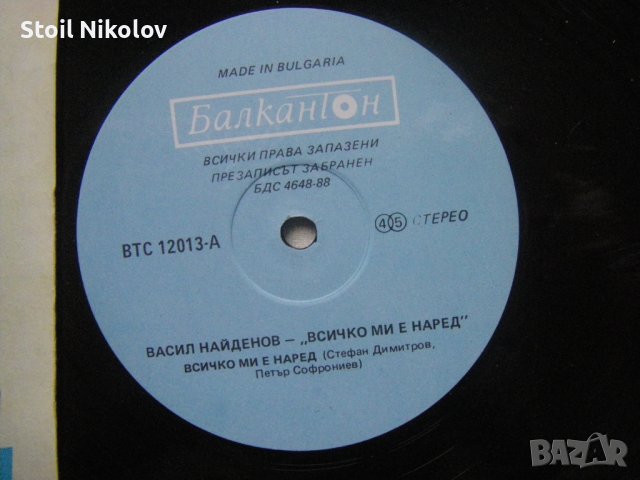 Stoil Nikolov
MADE IN BULGARIA
Балкантон
ВСИЧКИ ПРАВА ЗАПАЗЕНИ
ПРЕЗАПИСЪТ ЗАБРАНЕН
БДС 4648-88
ВТС 12013-А
45 СТЕРЕО
ВАСИЛ НАЙДЕНОВ – „ВСИЧКО МИ Е НАРЕД"
ВСИЧКО МИ Е НАРЕД (Стефан Димитров,
Петър Софрониев)
BAZAR